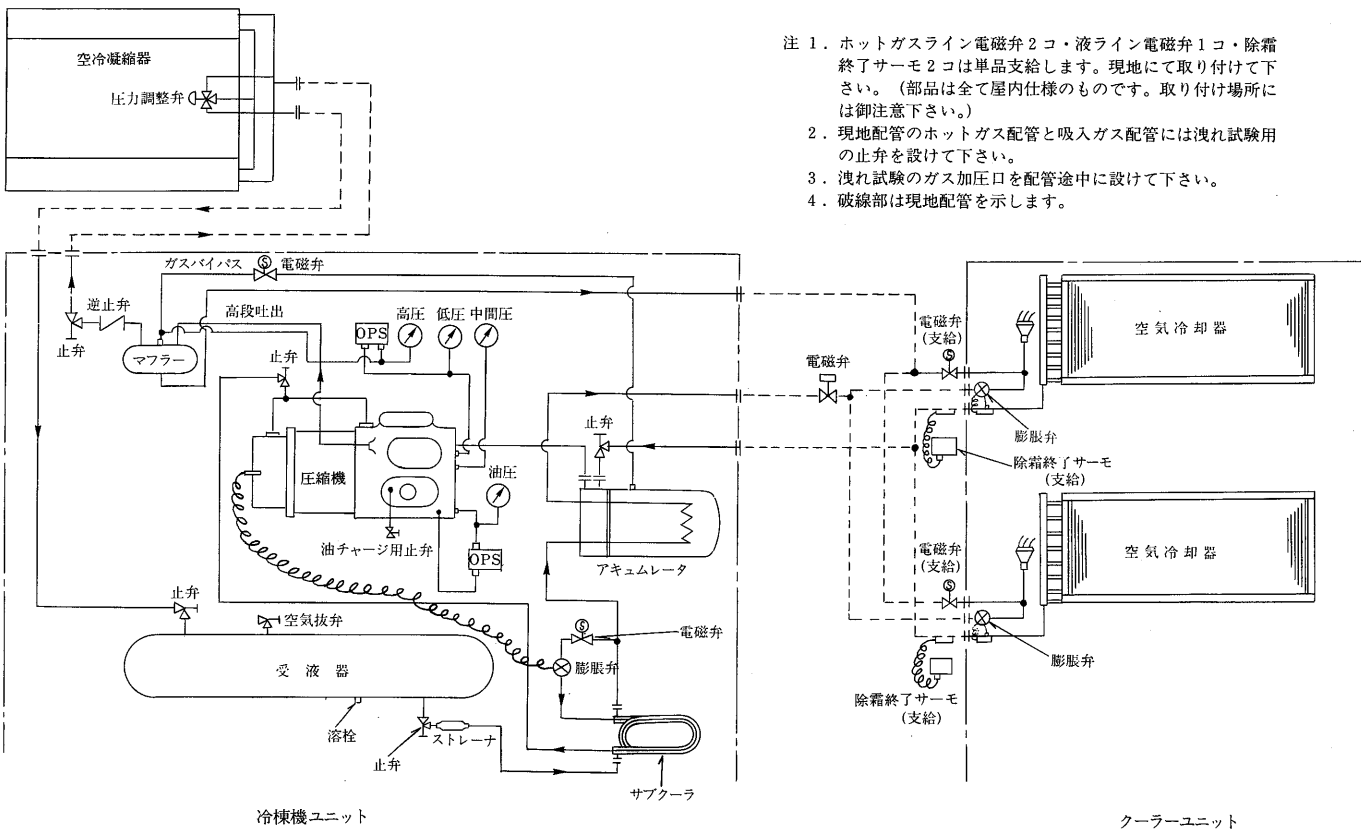 空冷凝縮器
圧力調整弁
注 1. ホットガスライン電磁弁2コ・液ライン電磁弁1コ・除霜
終了サーモ2コは単品支給します。現地にて取り付けて下
さい。(部品は全て屋内仕様のものです。取り付け場所に
は御注意下さい。)
2. 現地配管のホットガス配管と吸入ガス配管には洩れ試験用
の止弁を設けて下さい。
3. 洩れ試験のガス加圧口を配管途中に設けて下さい。
4. 破線部は現地配管を示します。
ガスバイパス
S
電磁弁
逆止弁
高段吐出
止弁
マフラー
OPS
高圧
低圧
中間圧
止弁
圧縮機
油圧
油チャージ用止弁
OPS
止弁
アキュムレータ
電磁弁
電磁弁
(支給)
S
空気冷却器
膨脹弁
除霜終了サーモ
(支給)
電磁弁
(支給)
S
空気冷却器
膨脹弁
除霜終了サーモ
(支給)
止弁
空気抜弁
受液器
溶栓
止弁
ストレーナ
S
電磁弁
膨脹弁
サブクーラ
冷棟機ユニット
クーラーユニット